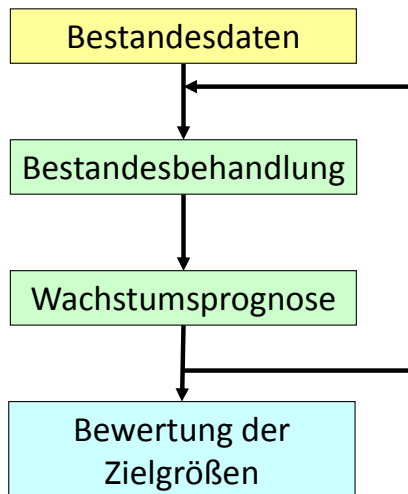 Bestandesdaten
Bestandesbehandlung
Wachstumsprognose
Bewertung der
Zielgrößen